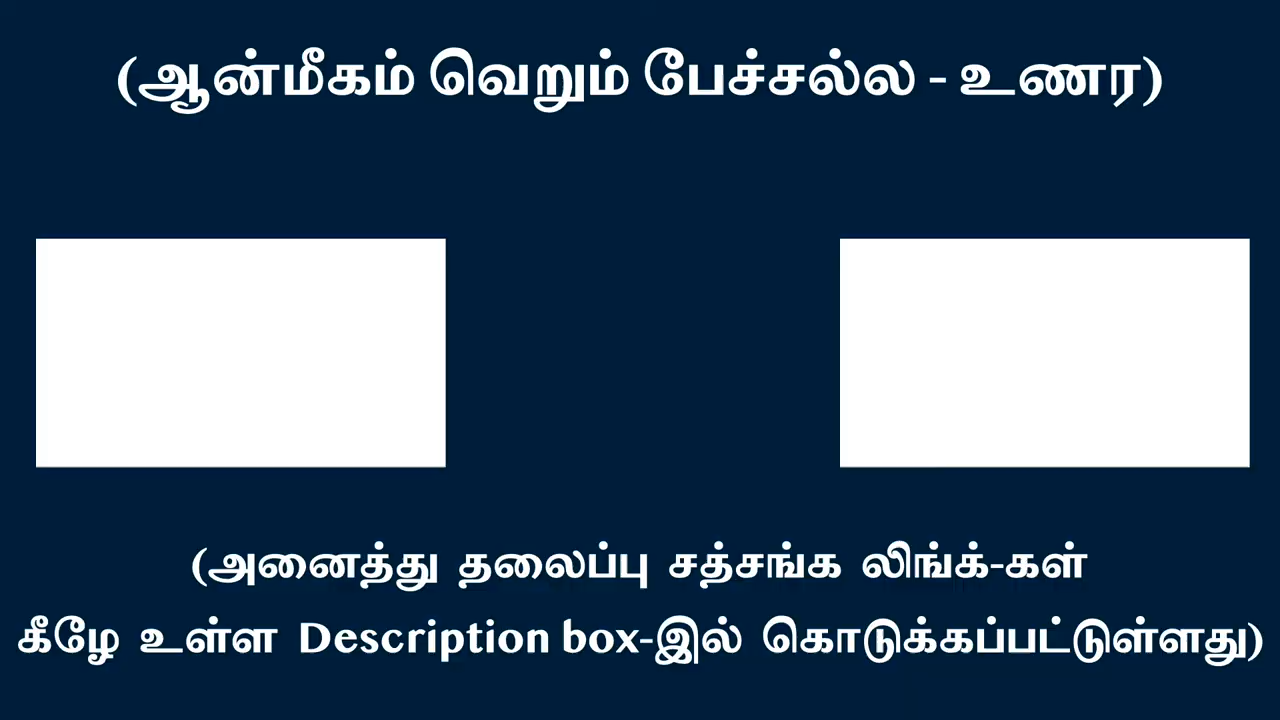 (ஆன்மீகம் வெறும் பேச்சல்ல - உணர)
(அனைத்து தலைப்பு சத்சங்க லிங்க்-கள்
கீழே உள்ள Description box-இல் கொடுக்கப்பட்டுள்ளது)